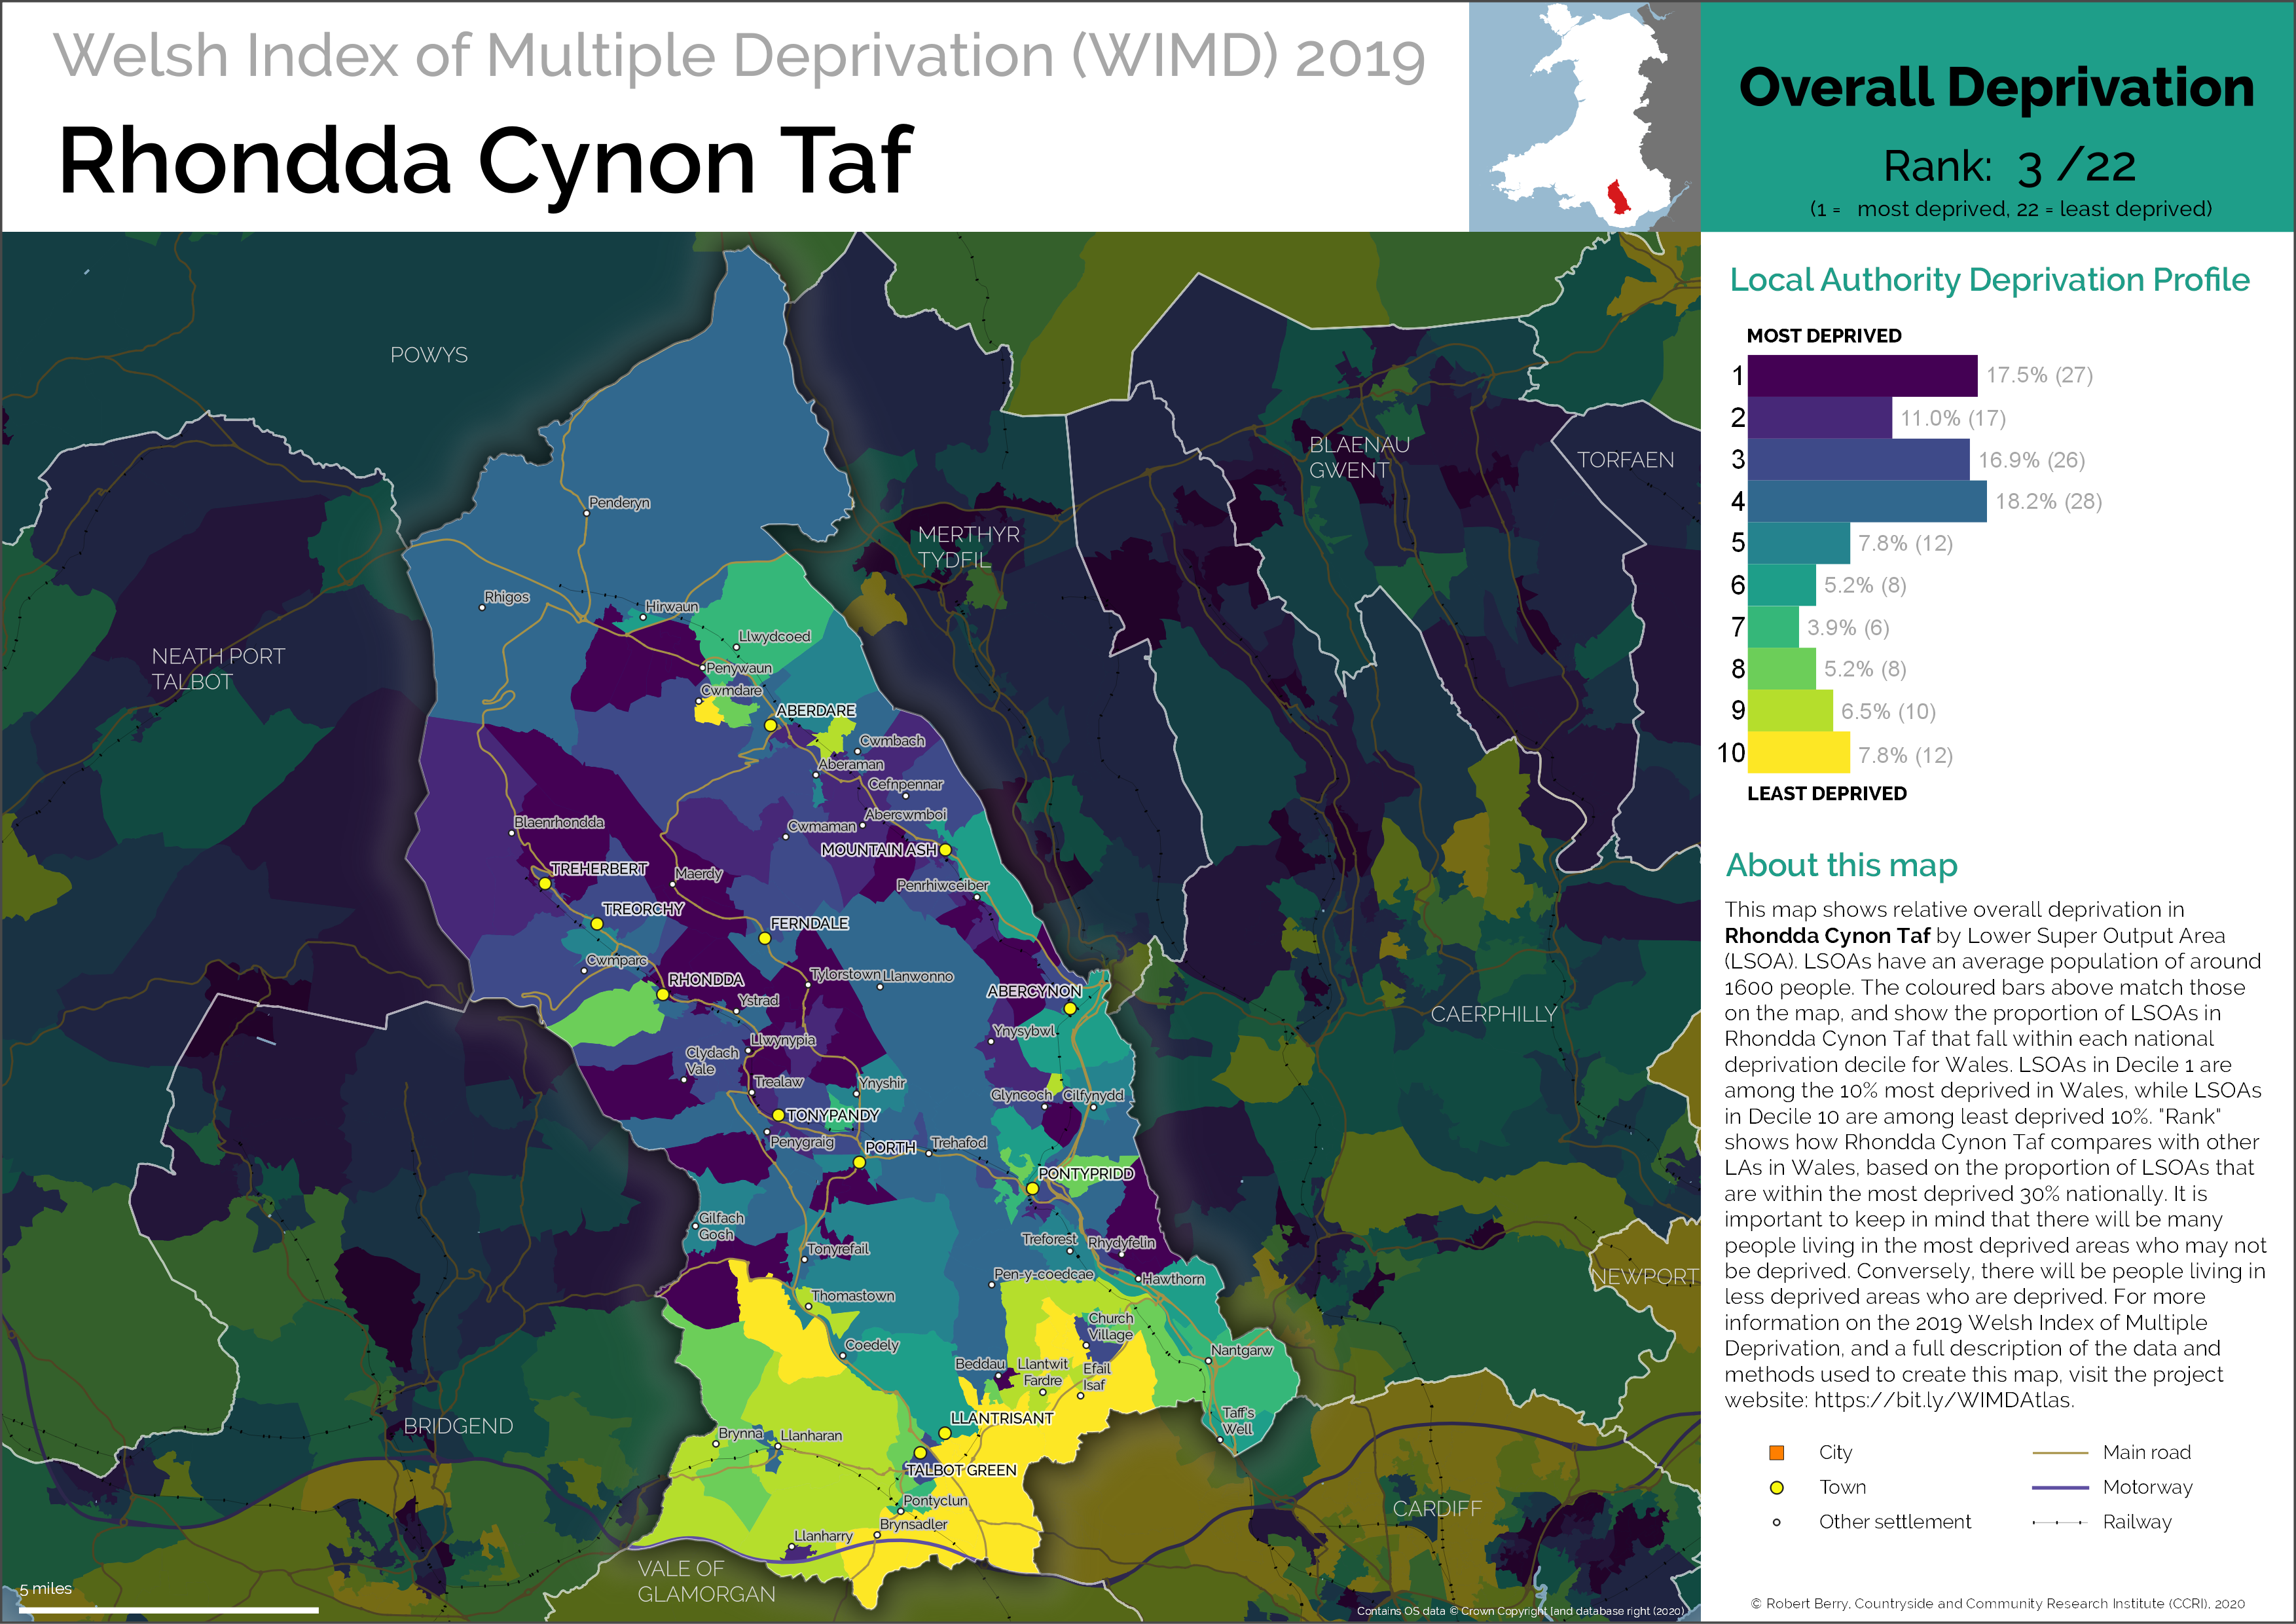 Welsh Index of Multiple Deprivation (WIMD) 2019
Rhondda Cynon Taf
Overall Deprivation
Rank: 3 /22
(1 = most deprived, 22 = least deprived)
Local Authority Deprivation Profile
MOST DEPRIVED
1 17.5% (27)
2 11.0% (17)
3 16.9% (26)
4 18.2% (28)
5 7.8% (12)
6 5.2% (8)
7 3.9% (6)
8 5.2% (8)
9 6.5% (10)
10 7.8% (12)
LEAST DEPRIVED
About this map
This map shows relative overall deprivation in
Rhondda Cynon Taf by Lower Super Output Area
(LSOA). LSOAs have an average population of around
1600 people. The coloured bars above match those
on the map, and show the proportion of LSOAs in
Rhondda Cynon Taf that fall within each national
deprivation decile for Wales. LSOAs in Decile 1 are
among the 10% most deprived in Wales, while LSOAs
in Decile 10 are among least deprived 10%. "Rank"
shows how Rhondda Cynon Taf compares with other
LAs in Wales, based on the proportion of LSOAs that
are within the most deprived 30% nationally. It is
important to keep in mind that there will be many
people living in the most deprived areas who may not
be deprived. Conversely, there will be people living in
less deprived areas who are deprived. For more
information on the 2019 Welsh Index of Multiple
Deprivation, and a full description of the data and
methods used to create this map, visit the project
website: https://bit.ly/WIMDAtlas.
City
Town
Other settlement
Main road
Motorway
Railway
© Robert Berry, Countryside and Community Research Institute (CCRI), 2020
POWYS
BLAENAU
GWENT
TORFAEN
MERTHYR
TYDFIL
NEATH PORT
TALBOT
CAERPHILLY
NEWPORT
BRIDGEND
CARDIFF
VALE OF
GLAMORGAN
Penderyn
Rhigos
Hirwaun
Llwydcoed
Penywaun
Cwmdare
ABERDARE
Cwmbach
Aberaman
Cefnpennar
Abercwmboi
Cwmaman
Blaenrhondda
MOUNTAIN ASH
TREHERBERT
Maerdy
Penrhiwceiber
TREORCHY
FERNDALE
Cwmparc
RHONDDA
Tylorstown
Llanwonno
ABERCYNON
Ystrad
Ynysybwl
Llwynypia
Clydach
Vale
Trealaw
Ynyshir
Glyncoch
Cilfynydd
TONYPANDY
Penygraig
PORTH
Trehafod
PONTYPRIDD
Gilfach
Goch
Tonyrefail
Treforest
Rhydyfelin
Pen-y-coedcae
Hawthorn
Thomastown
Church
Village
Coedely
Nantgarw
Beddau
Llantwit
Fardre
Efail
Isaf
LLANTRISANT
Taff's
Well
Brynna
Llanharan
TALBOT GREEN
Pontyclun
Brynsadler
Llanharry
5 miles
Contains OS data © Crown Copyright land database right (2020)